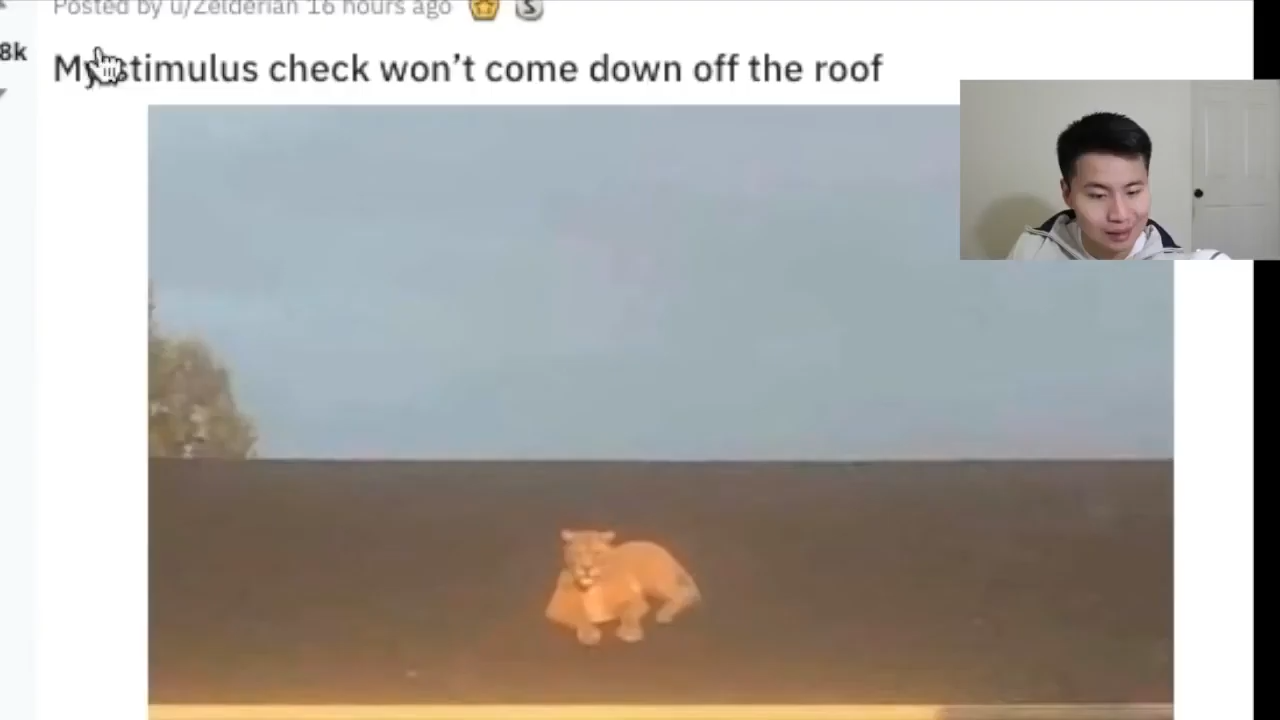 Posted by u/Zelderian 16 hours ago
8k
My stimulus check won't come down off the roof